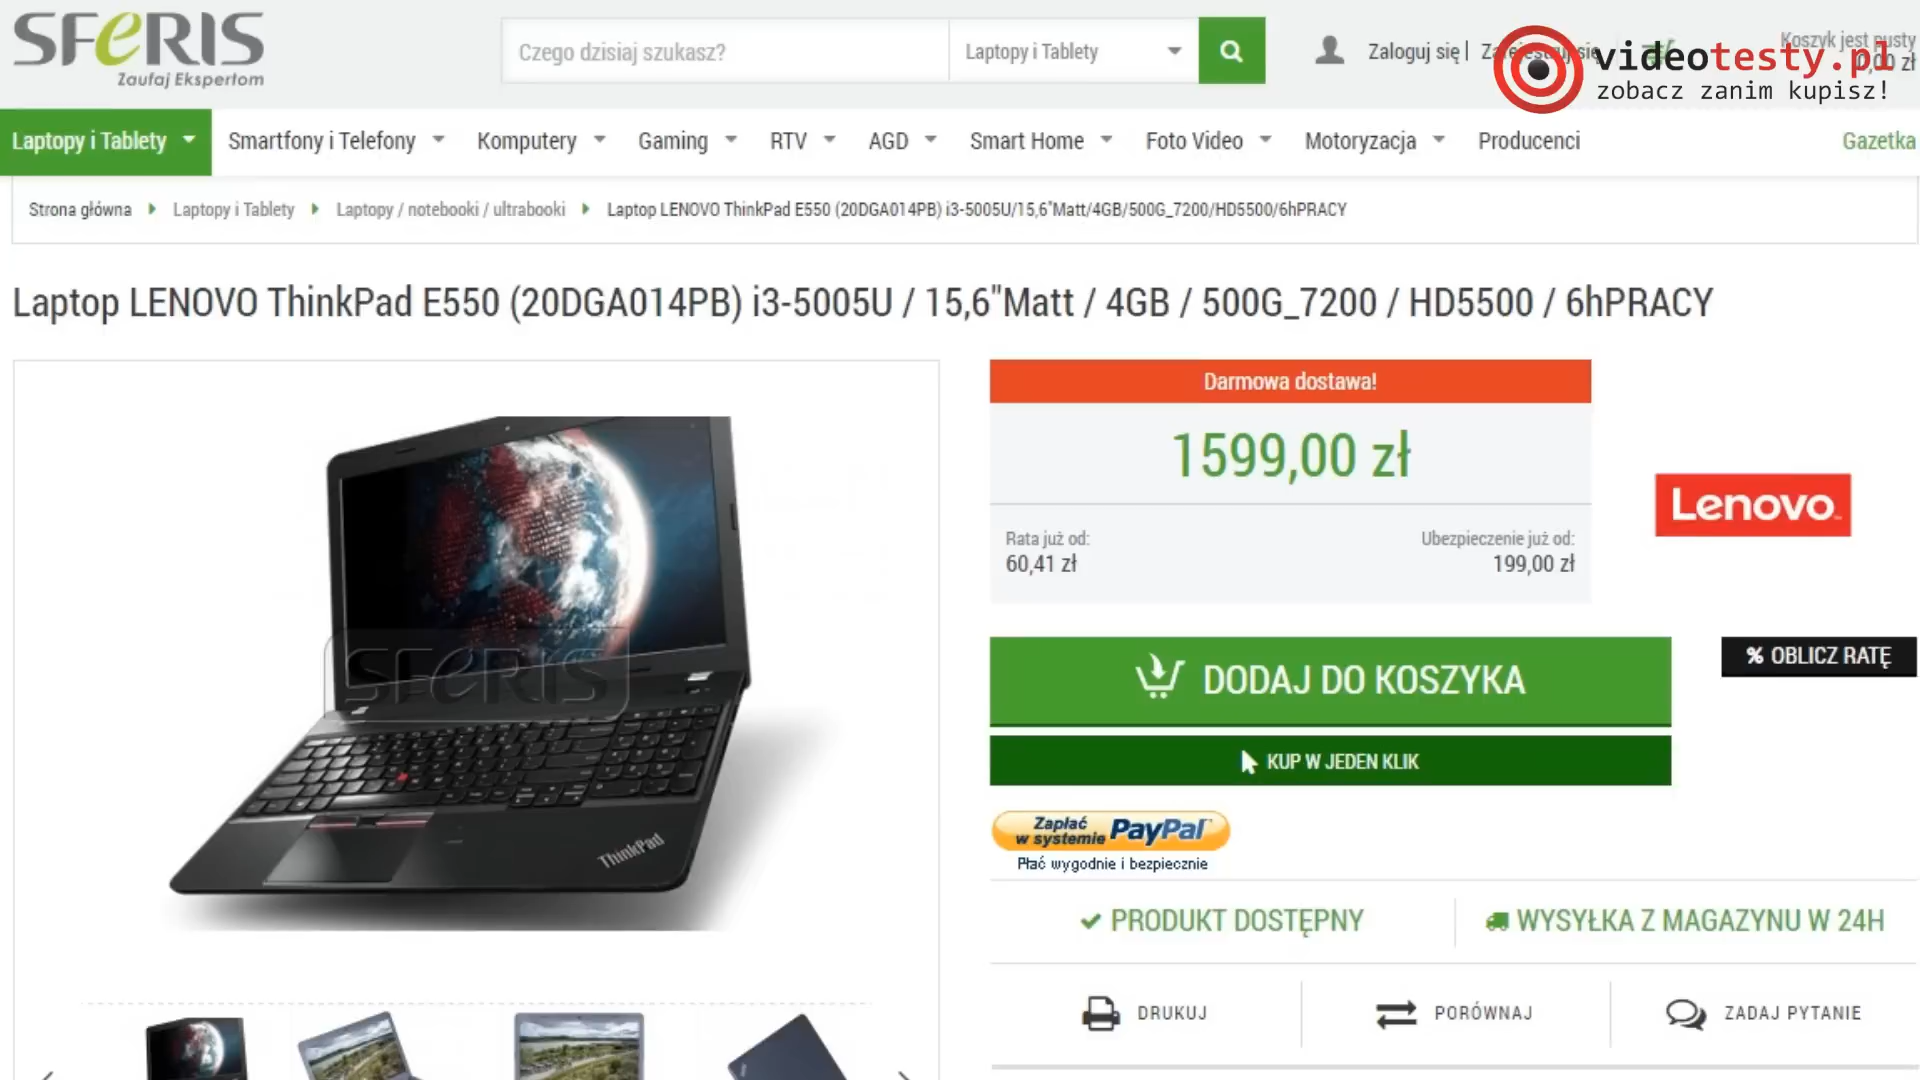 SFERIS
Zaufaj Ekspertom
Czego dzisiaj szukasz?
Laptopy i Tablety
Zaloguj się | Zarejestruj się
Koszyk jest pusty
0,00 zł
videotesty.pl
zobacz zanim kupisz!
Laptopy i Tablety Smartfony i Telefony Komputery Gaming RTV AGD Smart Home Foto Video Motoryzacja Producenci Gazetka
Strona główna Laptopy i Tablety Laptopy / notebooki / ultrabooki Laptop LENOVO ThinkPad E550 (20DGA014PB) i3-5005U/15,6"Matt/4GB/500G_7200/HD5500/6hPRACY
Laptop LENOVO ThinkPad E550 (20DGA014PB) i3-5005U / 15,6"Matt / 4GB / 500G_7200 / HD5500 / 6hPRACY
SFERIS
ThinkPad
Darmowa dostawa!
1599,00 zł
Rata już od:
60,41 zł
Ubezpieczenie już od:
199,00 zł
Lenovo
DODAJ DO KOSZYKA
% OBLICZ RATĘ
KUP W JEDEN KLIK
Zapłać
w systemie PayPal
Płać wygodnie i bezpiecznie
PRODUKT DOSTĘPNY
WYSYŁKA Z MAGAZYNU W 24H
DRUKUJ
PORÓWNAJ
ZADAJ PYTANIE